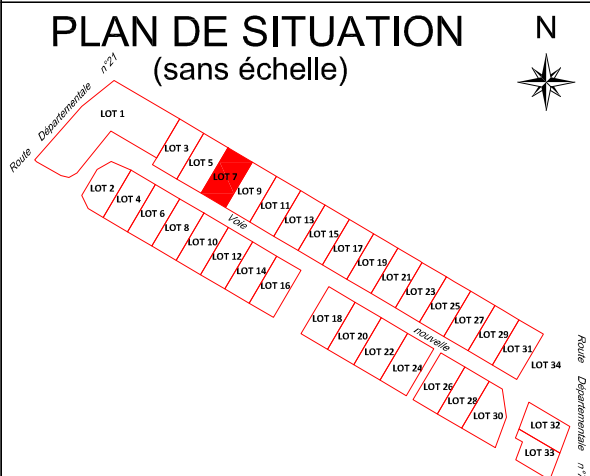 PLAN DE SITUATION
(sans échelle)
N
Route Départementale n°21
LOT 1
LOT 3
LOT 5
LOT 7
LOT 9
LOT 11
LOT 13
LOT 15
LOT 17
LOT 19
LOT 21
LOT 23
LOT 25
LOT 27
LOT 29
LOT 31
LOT 34
Voie nouvelle
LOT 2
LOT 4
LOT 6
LOT 8
LOT 10
LOT 12
LOT 14
LOT 16
LOT 18
LOT 20
LOT 22
LOT 24
LOT 26
LOT 28
LOT 30
LOT 32
LOT 33
Route Départementale